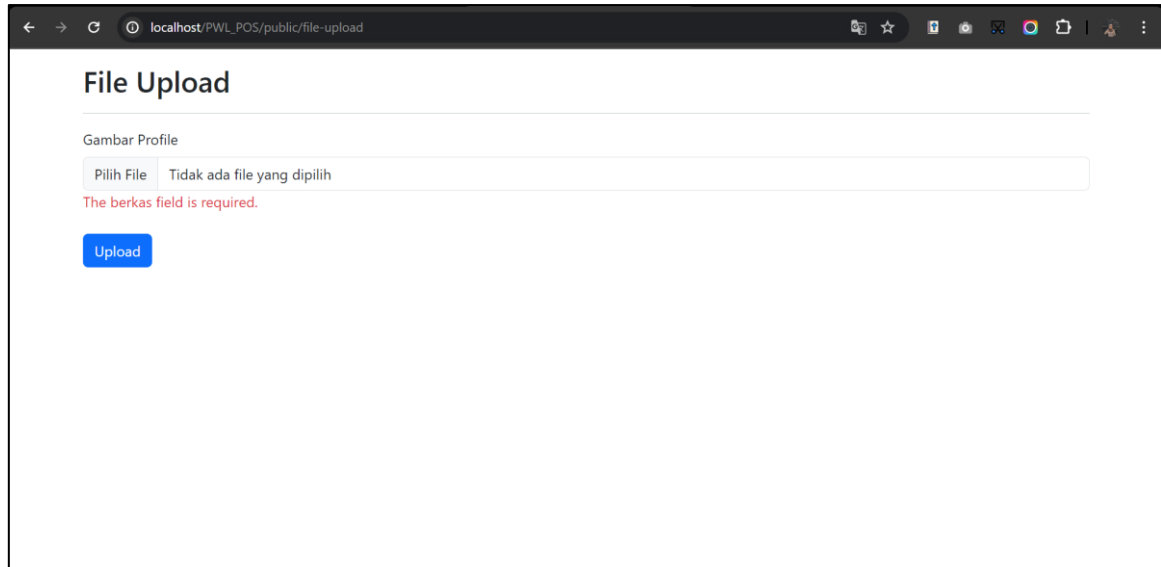 localhost/PWL_POS/public/file-upload
File Upload
Gambar Profile
Pilih File Tidak ada file yang dipilih
The berkas field is required.
Upload